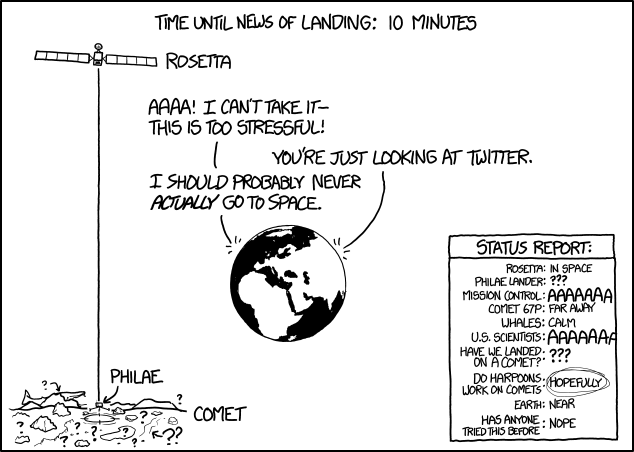 TIME UNTIL NEWS OF LANDING: 10 MINUTES
ROSETTA
AAAA! I CAN'T TAKE IT—
THIS IS TOO STRESSFUL!
YOU'RE JUST LOOKING AT TWITTER.
I SHOULD PROBABLY NEVER
ACTUALLY GO TO SPACE.
STATUS REPORT:
ROSETTA: IN SPACE
PHILAE LANDER: ???
MISSION CONTROL: AAAAAAA
COMET 67P: FAR AWAY
WHALES: CALM
U.S. SCIENTISTS: AAAAAAA
HAVE WE LANDED
ON A COMET?: ???
DO HARPOONS
WORK ON COMETS: HOPEFULLY
EARTH: NEAR
HAS ANYONE
TRIED THIS BEFORE: NOPE
PHILAE
COMET
? ? ? ? ? ? ? ? ? ??